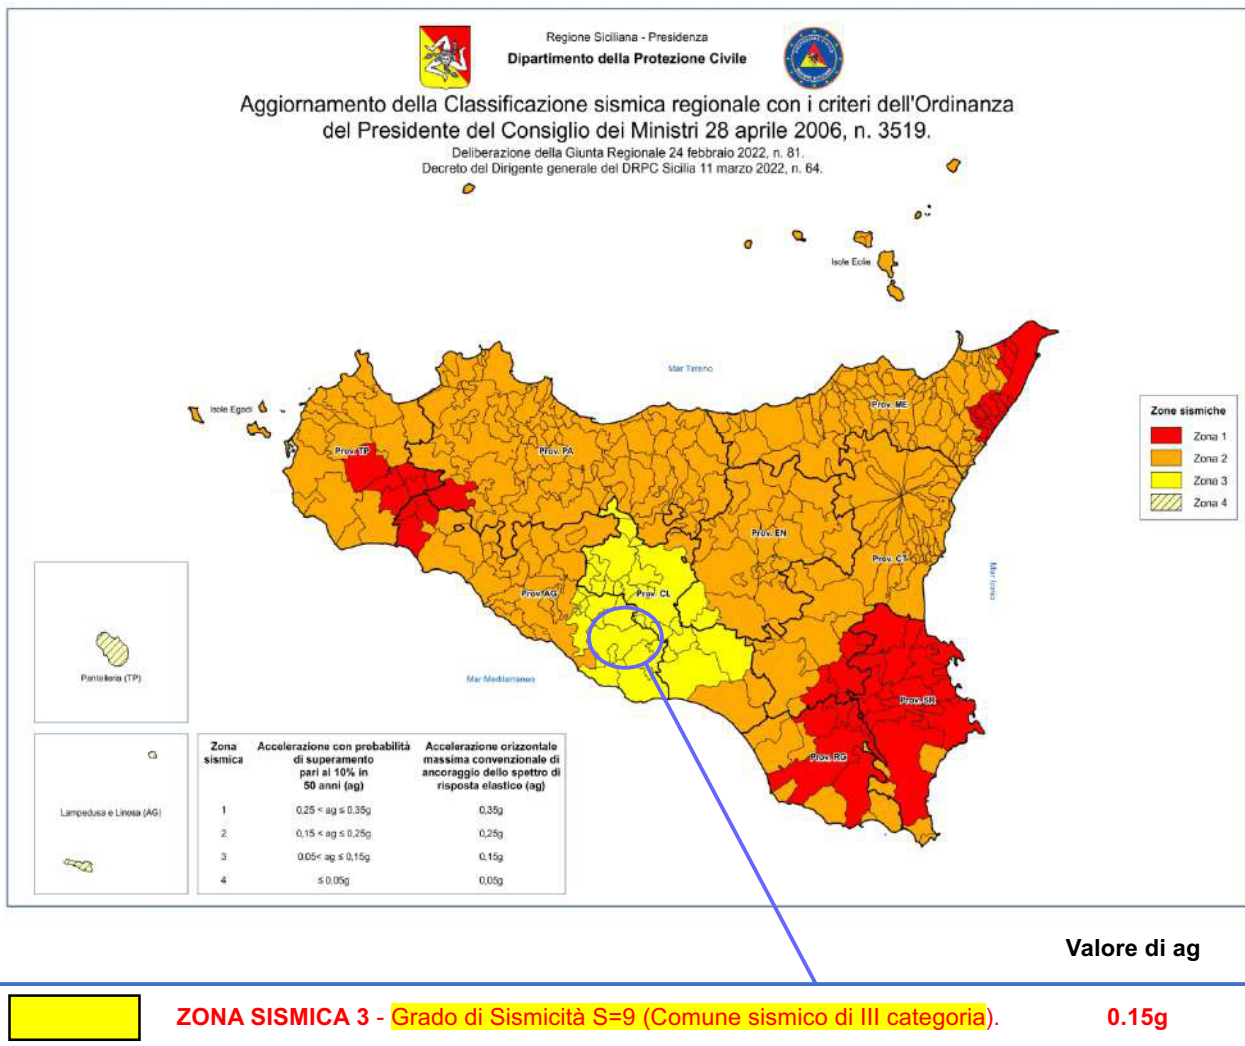 Regione Siciliana - Presidenza
Dipartimento della Protezione Civile
Aggiornamento della Classificazione sismica regionale con i criteri dell'Ordinanza
del Presidente del Consiglio dei Ministri 28 aprile 2006, n. 3519.
Deliberazione della Giunta Regionale 24 febbraio 2022, n. 81.
Decreto del Dirigente generale del DRPC Sicilia 11 marzo 2022, n. 64.
Isole Eolie
Mar Tirreno
Isole Egadi
Prov. ME
Prov. TP
Prov. PA
Prov. EN
Prov. CT
Prov. AG
Prov. CL
Mar Ionio
Mar Mediterraneo
Prov. SR
Prov. RG
Zone sismiche
Zona 1
Zona 2
Zona 3
Zona 4
Pantelleria (TP)
Lampedusa e Linosa (AG)
Zona sismica | Accelerazione con probabilità di superamento pari al 10% in 50 anni (ag) | Accelerazione orizzontale massima convenzionale di ancoraggio dello spettro di risposta elastico (ag)
1 0,25 < ag ≤ 0,35g 0,35g
2 0,15 < ag ≤ 0,25g 0,25g
3 0,05< ag ≤ 0,15g 0,15g
4 ≤ 0,05g 0,05g
Valore di ag
ZONA SISMICA 3 - Grado di Sismicità S=9 (Comune sismico di III categoria). 0.15g